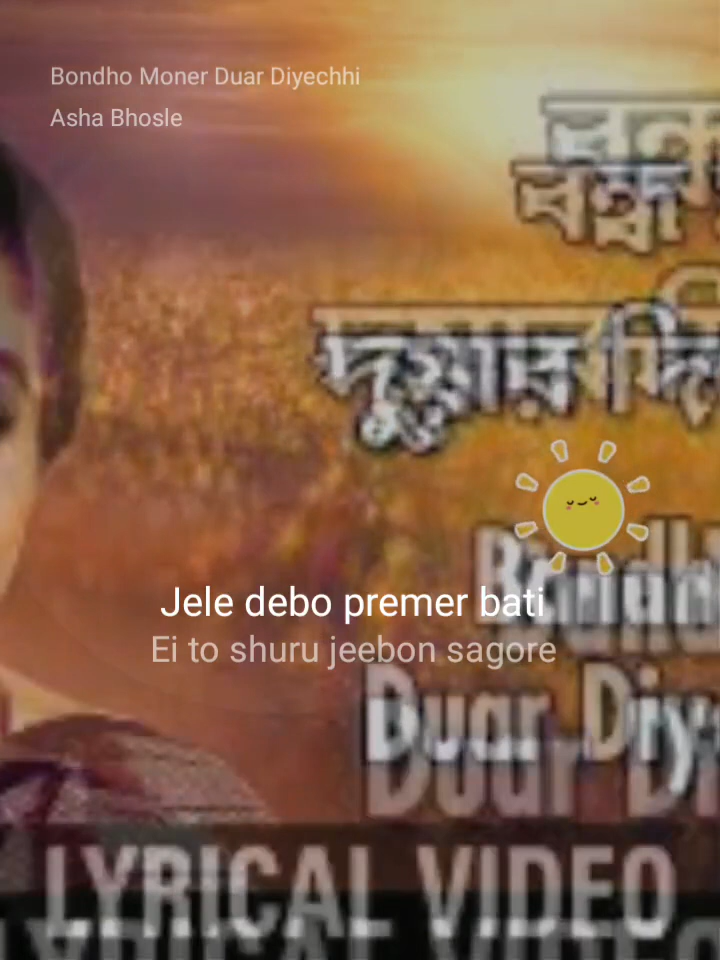 Bondho Moner Duar Diyechhi
Asha Bhosle
বন্ধ
দুয়ার দি
Jele debo premer bati
Ei to shuru jeebon sagore
Duar Diy
LYRICAL VIDEO